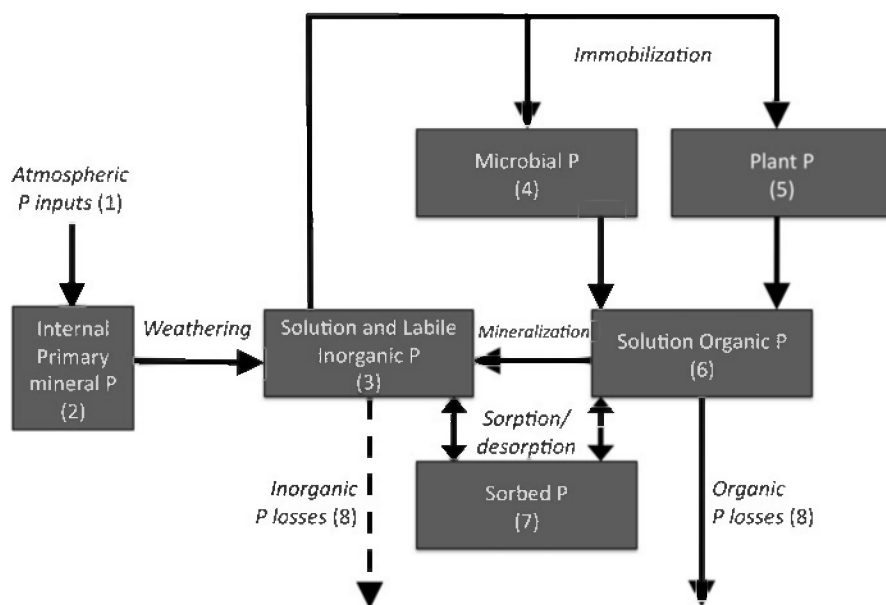 Immobilization
Microbial P
(4)
Plant P
(5)
Atmospheric
P inputs (1)
Internal
Primary
mineral P
(2)
Weathering
Solution and Labile
Inorganic P
(3)
Mineralization
Solution Organic P
(6)
Sorption/
desorption
Sorbed P
(7)
Inorganic
P losses (8)
Organic
P losses (8)